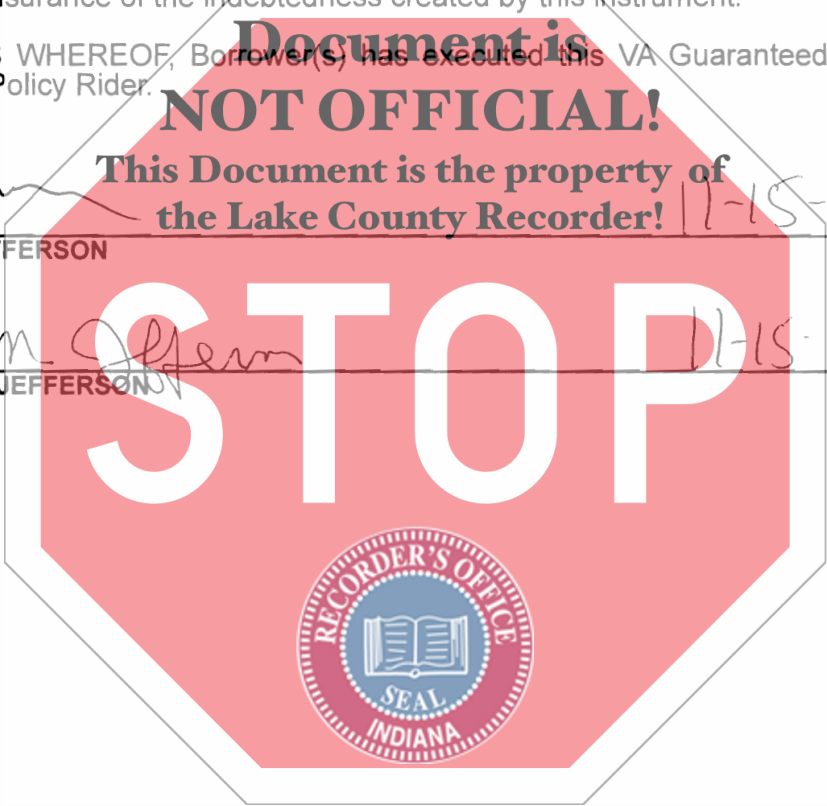 surance of the indebtedness created by this instrument.
Document is
WHEREOF, Borrower(s) has executed this VA Guaranteed
Policy Rider.
NOT OFFICIAL!
This Document is the property of
the Lake County Recorder!
11-15-
FFERSON
n. Jefferson
11-15
JEFFERSON
STOP
RECORDER'S OFFICE
SEAL
INDIANA